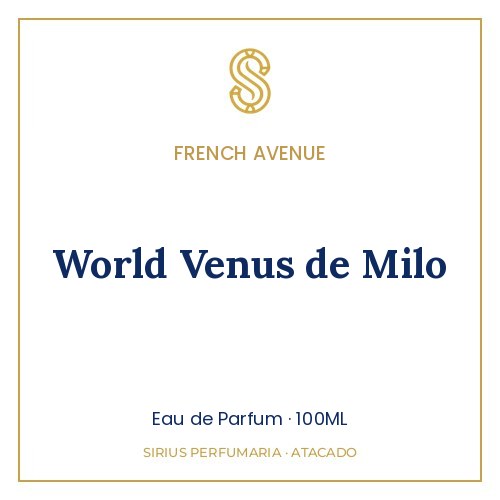 FRENCH AVENUE
World Venus de Milo
Eau de Parfum · 100ML
SIRIUS PERFUMARIA · ATACADO